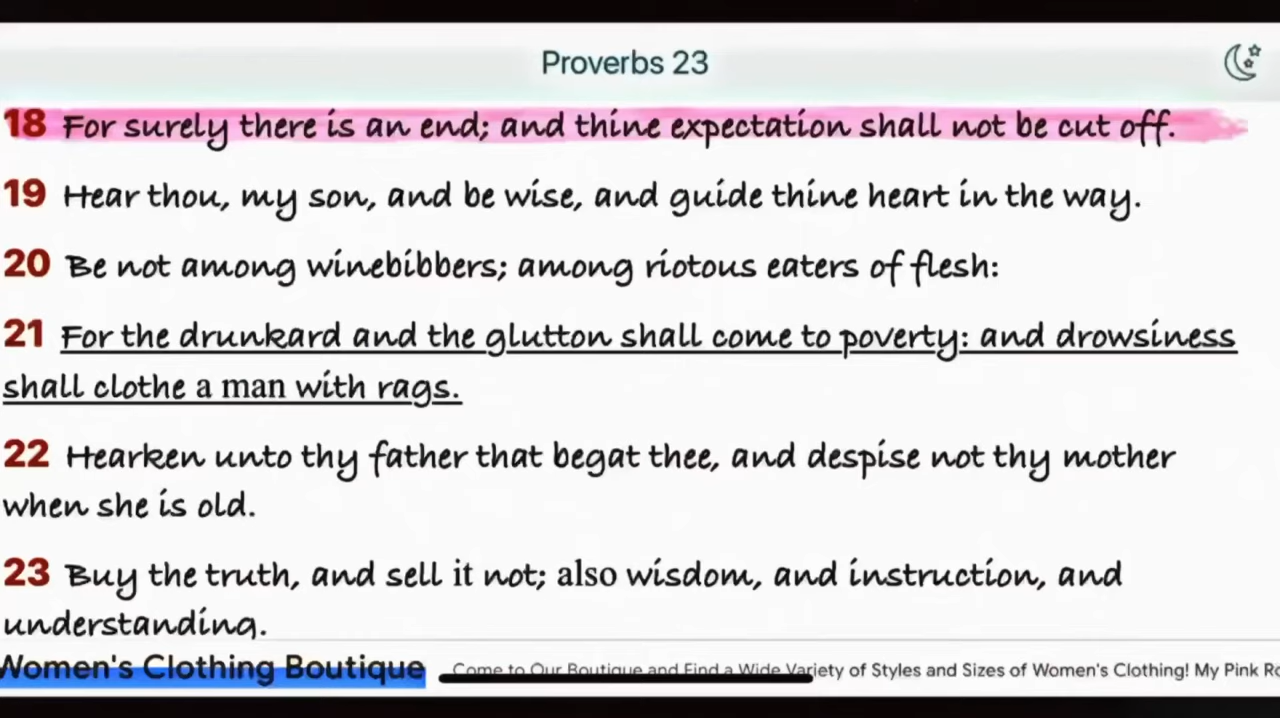 Proverbs 23
18 For surely there is an end; and thine expectation shall not be cut off.
19 Hear thou, my son, and be wise, and guide thine heart in the way.
20 Be not among winebibbers; among riotous eaters of flesh:
21 For the drunkard and the glutton shall come to poverty: and drowsiness
shall clothe a man with rags.
22 Hearken unto thy father that begat thee, and despise not thy mother
when she is old.
23 Buy the truth, and sell it not; also wisdom, and instruction, and
understanding.
Women's Clothing Boutique Come to Our Boutique and Find a Wide Variety of Styles and Sizes of Women's Clothing! My Pink